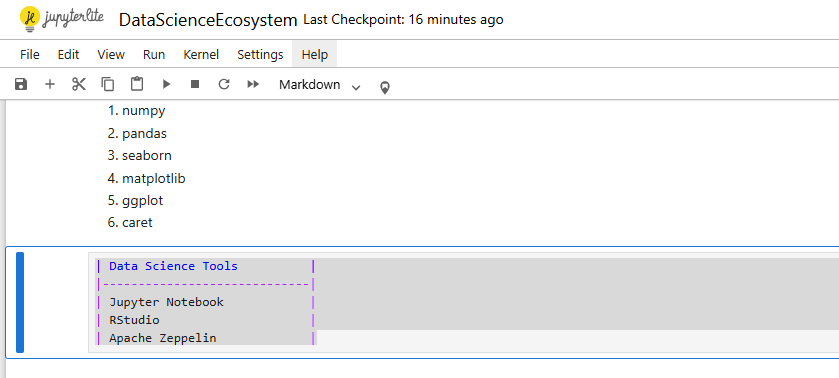 jupyterlite DataScienceEcosystem Last Checkpoint: 16 minutes ago
File Edit View Run Kernel Settings Help
Markdown
1. numpy
2. pandas
3. seaborn
4. matplotlib
5. ggplot
6. caret
| Data Science Tools |
|-----------------------------|
| Jupyter Notebook |
| RStudio |
| Apache Zeppelin |